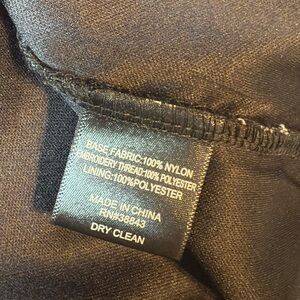 BASE FABRIC:100% NYLON
EMBROIDERY THREAD:100% POLYESTER
LINING:100%POLYESTER
MADE IN CHINA
RN#38843
DRY CLEAN